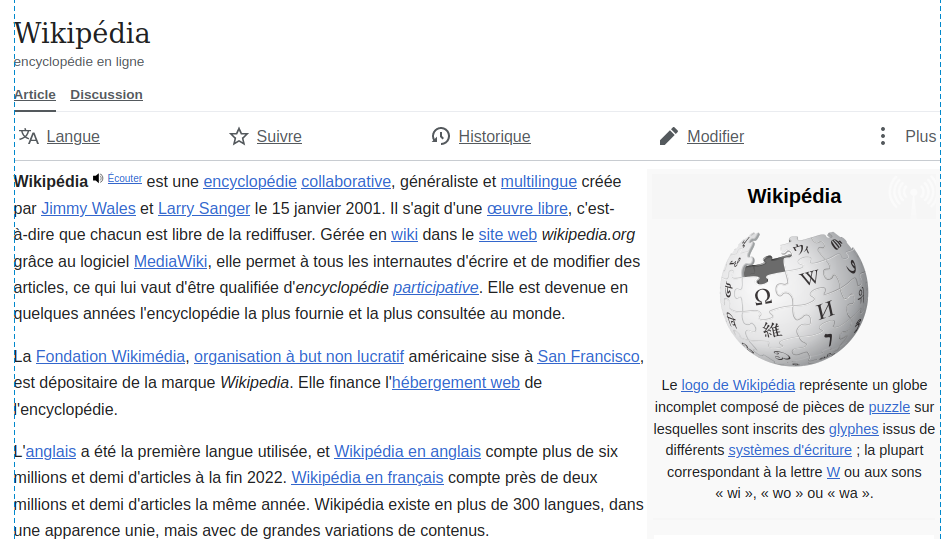 Wikipédia
encyclopédie en ligne
Article Discussion
Langue Suivre Historique Modifier Plus
Wikipédia Écouter est une encyclopédie collaborative, généraliste et multilingue créée
par Jimmy Wales et Larry Sanger le 15 janvier 2001. Il s'agit d'une œuvre libre, c'est-
à-dire que chacun est libre de la rediffuser. Gérée en wiki dans le site web wikipedia.org
grâce au logiciel MediaWiki, elle permet à tous les internautes d'écrire et de modifier des
articles, ce qui lui vaut d'être qualifiée d'encyclopédie participative. Elle est devenue en
quelques années l'encyclopédie la plus fournie et la plus consultée au monde.
La Fondation Wikimédia, organisation à but non lucratif américaine sise à San Francisco,
est dépositaire de la marque Wikipedia. Elle finance l'hébergement web de
l'encyclopédie.
L'anglais a été la première langue utilisée, et Wikipédia en anglais compte plus de six
millions et demi d'articles à la fin 2022. Wikipédia en français compte près de deux
millions et demi d'articles la même année. Wikipédia existe en plus de 300 langues, dans
une apparence unie, mais avec de grandes variations de contenus.
Wikipédia
Ω W И
維
Le logo de Wikipédia représente un globe
incomplet composé de pièces de puzzle sur
lesquelles sont inscrits des glyphes issus de
différents systèmes d'écriture ; la plupart
correspondant à la lettre W ou aux sons
« wi », « wo » ou « wa ».